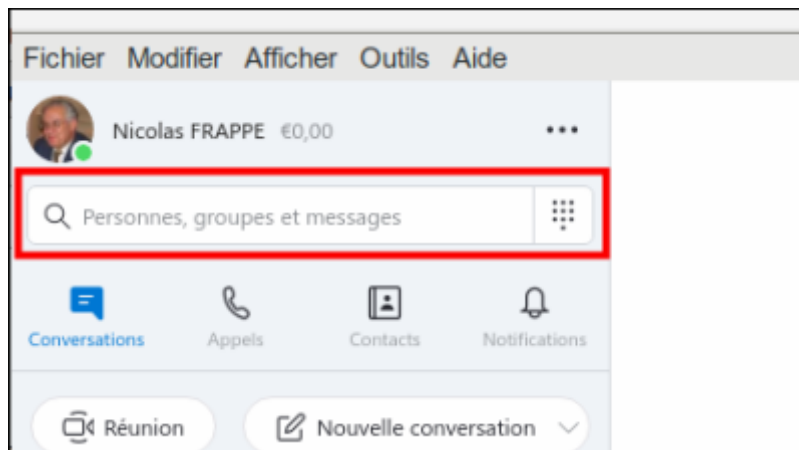 Fichier Modifier Afficher Outils Aide
Nicolas FRAPPE €0,00
Personnes, groupes et messages
Conversations Appels Contacts Notifications
Réunion Nouvelle conversation